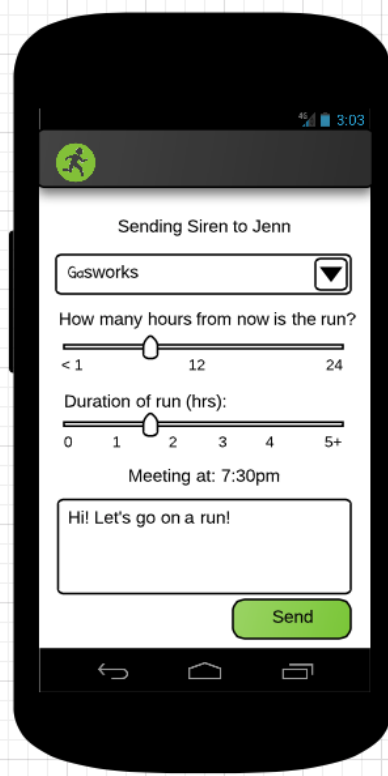 4G 3:03
Sending Siren to Jenn
Gasworks
How many hours from now is the run?
< 1 12 24
Duration of run (hrs):
0 1 2 3 4 5+
Meeting at: 7:30pm
Hi! Let's go on a run!
Send